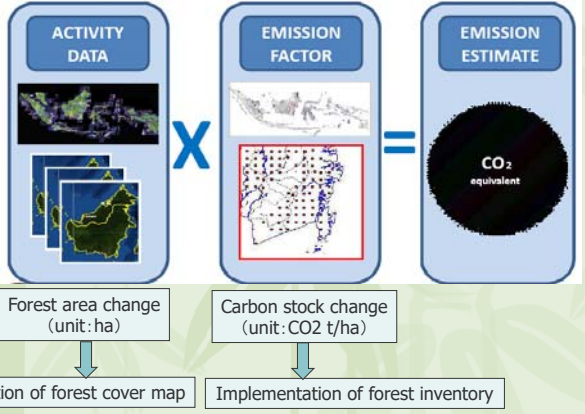 ACTIVITY
DATA
EMISSION
FACTOR
EMISSION
ESTIMATE
X
=
CO₂
equivalent
Forest area change
(unit:ha)
Carbon stock change
(unit:CO2 t/ha)
tion of forest cover map
Implementation of forest inventory